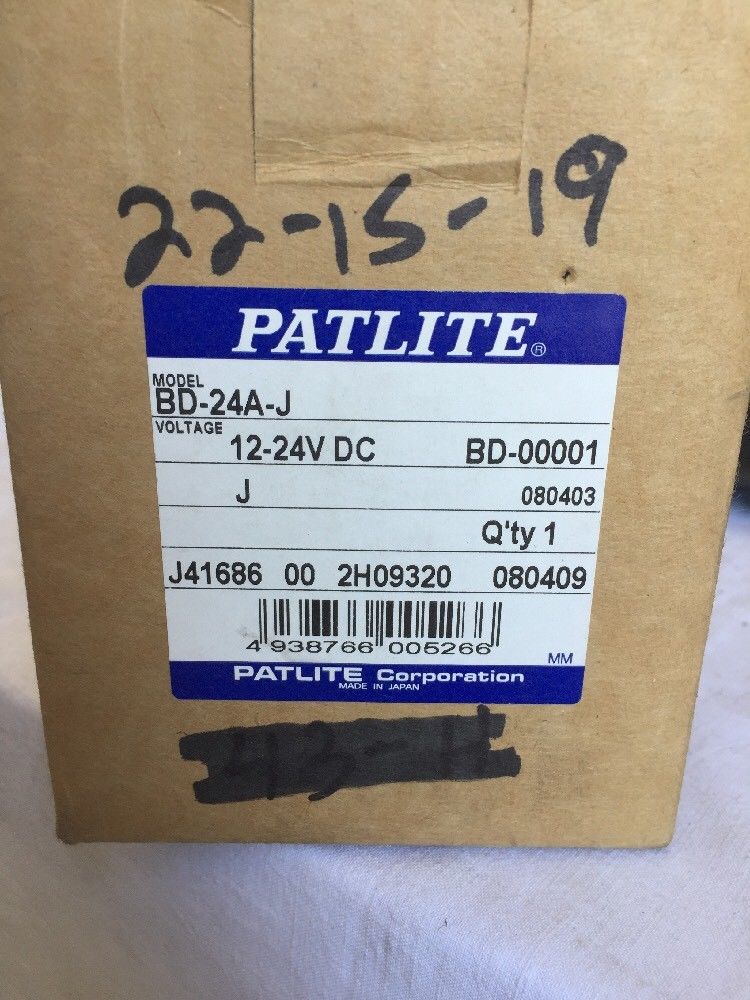 22-15-19
PATLITE®
MODEL
BD-24A-J
VOLTAGE
12-24V DC BD-00001
J 080403
Q'ty 1
J41686 00 2H09320 080409
4 938766 005266
MM
PATLITE Corporation
MADE IN JAPAN